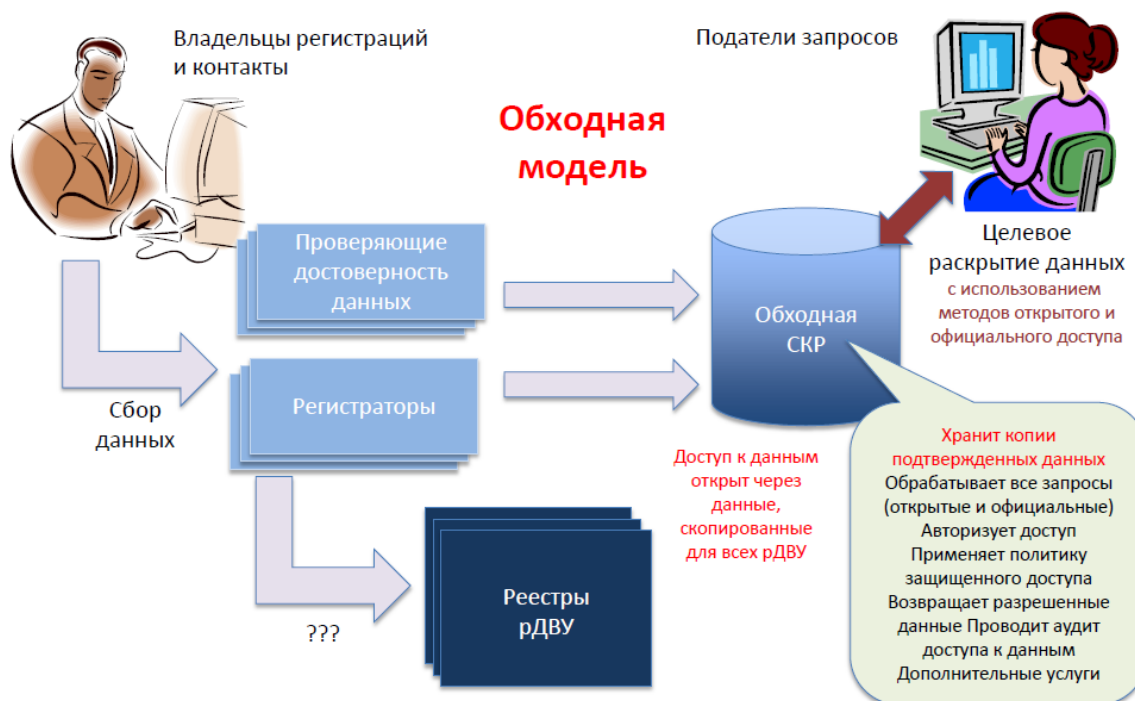 Владельцы регистраций
и контакты
Податели запросов
Обходная
модель
Проверяющие
достоверность
данных
Обходная
СКР
Целевое
раскрытие данных
с использованием
методов открытого и
официального доступа
Сбор
данных
Регистраторы
Доступ к данным
открыт через
данные,
скопированные
для всех рДВУ
Хранит копии
подтвержденных данных
Обрабатывает все запросы
(открытые и официальные)
Авторизует доступ
Применяет политику
защищенного доступа
Возвращает разрешенные
данные Проводит аудит
доступа к данным
Дополнительные услуги
???
Реестры
рДВУ